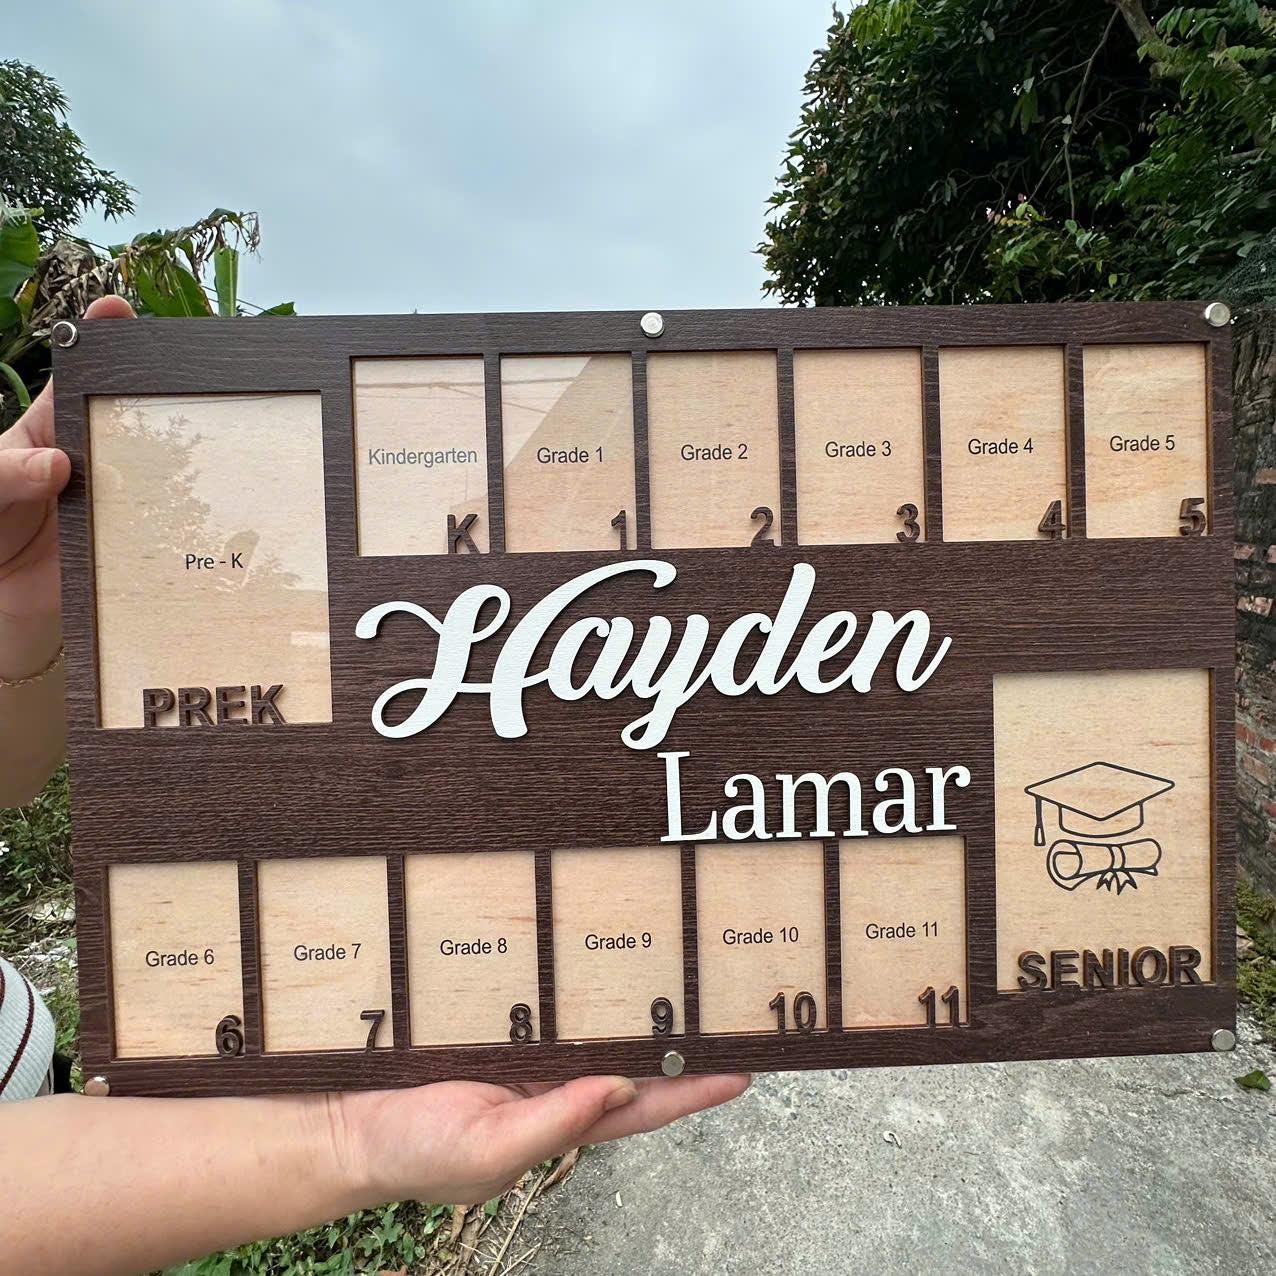 Pre - K
PREK
Kindergarten
K
Grade 1
1
Grade 2
2
Grade 3
3
Grade 4
4
Grade 5
5
Hayden
Lamar
Grade 6
6
Grade 7
7
Grade 8
8
Grade 9
9
Grade 10
10
Grade 11
11
SENIOR